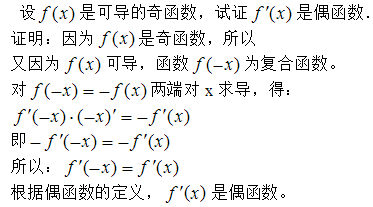 设 f(x) 是可导的奇函数，试证 f′(x) 是偶函数.
证明：因为 f(x) 是奇函数，所以
又因为 f(x) 可导，函数 f(−x) 为复合函数。
对 f(−x) = −f(x) 两端对 x 求导，得：
f′(−x)·(−x)′ = −f′(x)
即 − f′(−x) = −f′(x)
所以： f′(−x) = f′(x)
根据偶函数的定义， f′(x) 是偶函数。